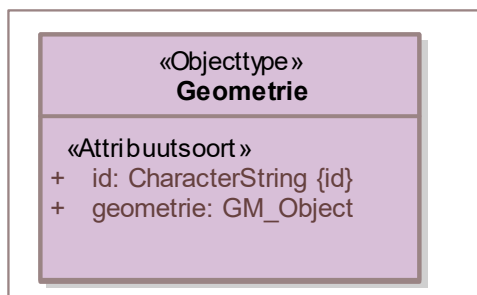 «Objecttype»
Geometrie
«Attribuutsoort»
+ id: CharacterString {id}
+ geometrie: GM_Object